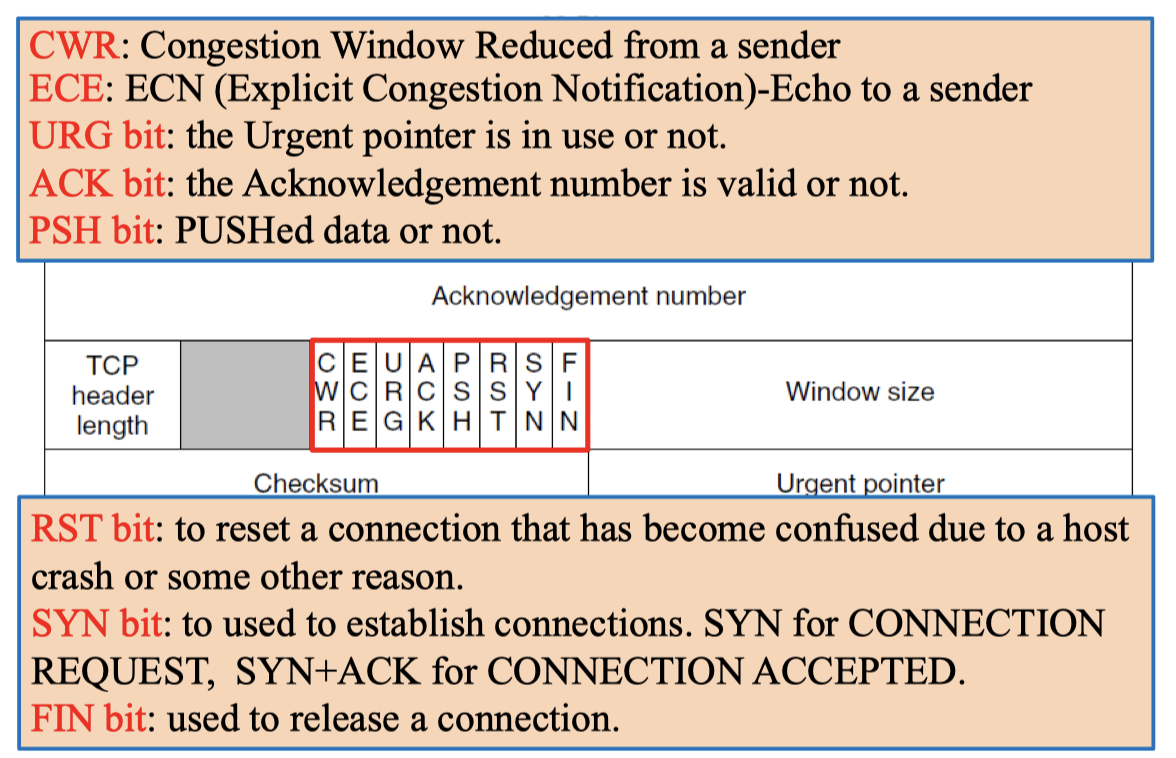 CWR: Congestion Window Reduced from a sender
ECE: ECN (Explicit Congestion Notification)-Echo to a sender
URG bit: the Urgent pointer is in use or not.
ACK bit: the Acknowledgement number is valid or not.
PSH bit: PUSHed data or not.
Acknowledgement number
TCP header length
CWR
ECE
URG
ACK
PSH
RST
SYN
FIN
Window size
Checksum
Urgent pointer
RST bit: to reset a connection that has become confused due to a host
crash or some other reason.
SYN bit: to used to establish connections. SYN for CONNECTION
REQUEST,  SYN+ACK for CONNECTION ACCEPTED.
FIN bit: used to release a connection.